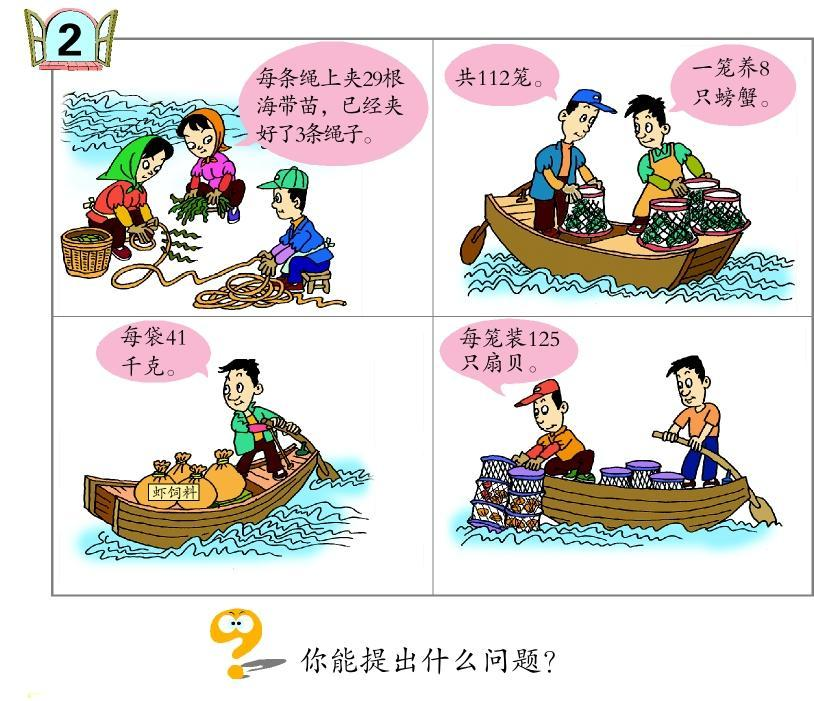 2
每条绳上夹29根
海带苗，已经夹
好了3条绳子。
共112笼。
一笼养8
只螃蟹。
每袋41
千克。
虾饲料
每笼装125
只扇贝。
你能提出什么问题?